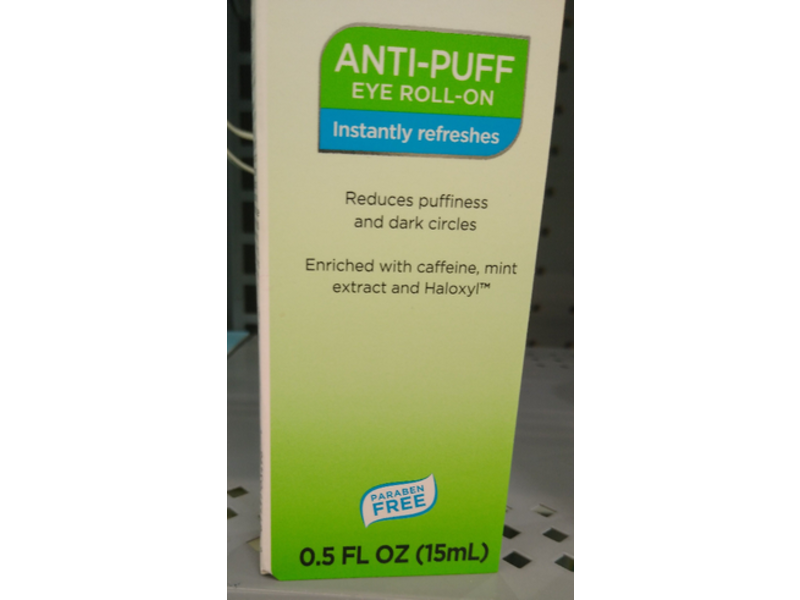 ANTI-PUFF
EYE ROLL-ON
Instantly refreshes
Reduces puffiness
and dark circles
Enriched with caffeine, mint
extract and Haloxyl™
PARABEN
FREE
0.5 FL OZ (15mL)